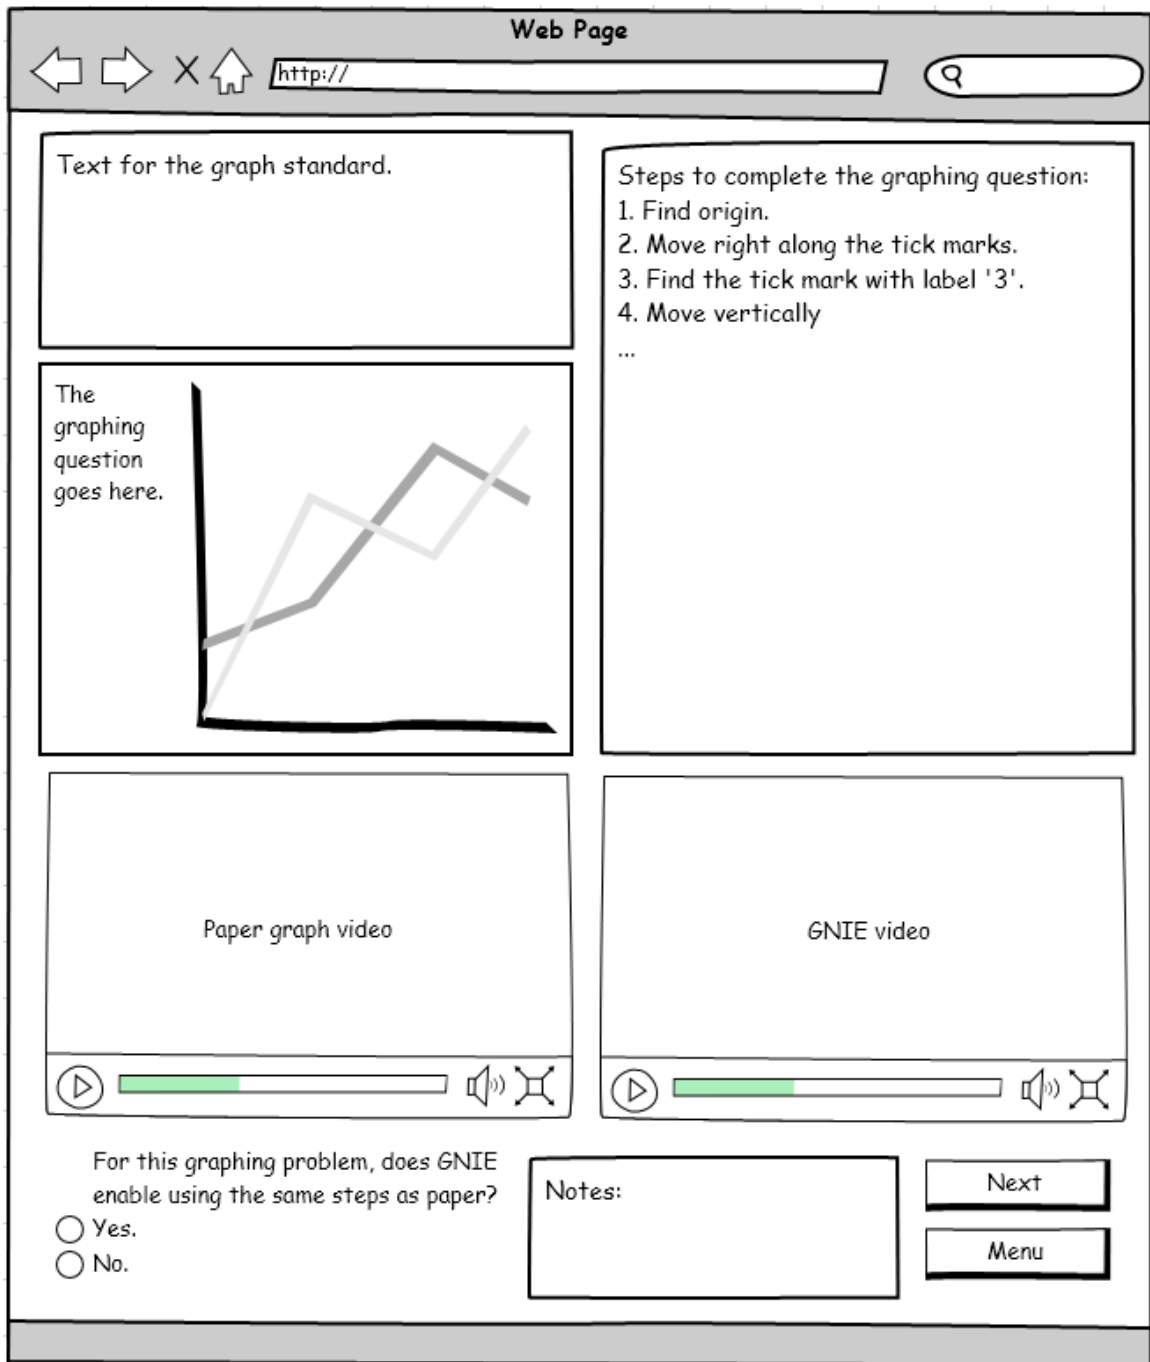 Web Page
http://
Text for the graph standard.
Steps to complete the graphing question:
1. Find origin.
2. Move right along the tick marks.
3. Find the tick mark with label '3'.
4. Move vertically
...
The
graphing
question
goes here.
Paper graph video
GNIE video
For this graphing problem, does GNIE
enable using the same steps as paper?
Yes.
No.
Notes:
Next
Menu